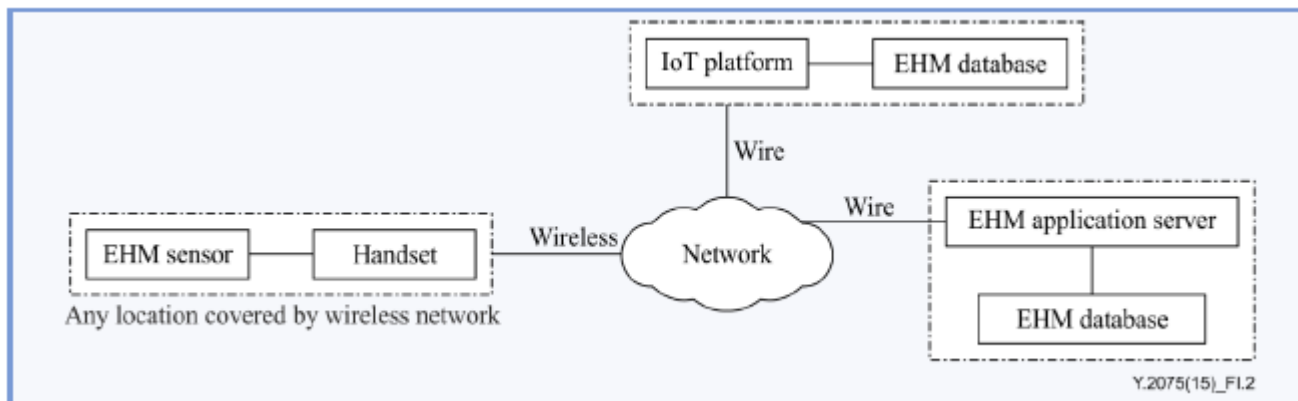 IoT platform
EHM database
Wire
Wire
EHM application server
Wireless
EHM sensor
Handset
Network
Any location covered by wireless network
EHM database
Y.2075(15)_FI.2